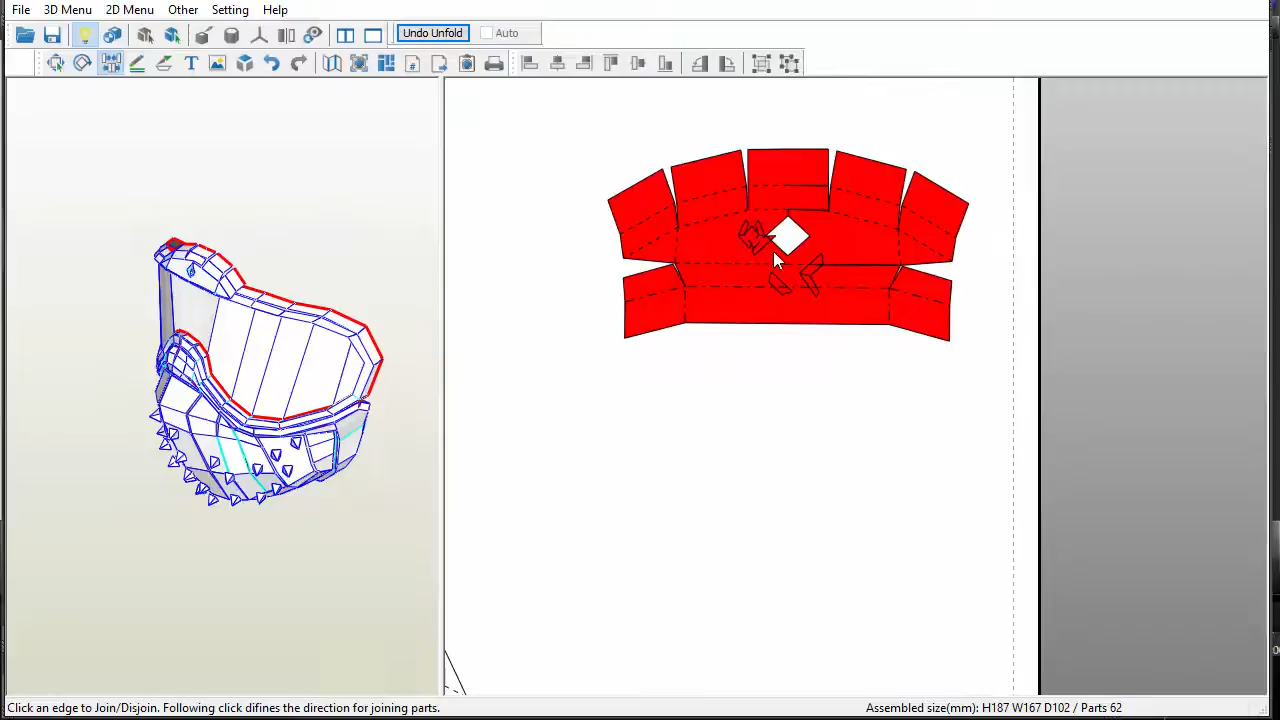 File 3D Menu 2D Menu Other Setting Help
Undo Unfold Auto
Click an edge to Join/Disjoin. Following click difines the direction for joining parts. Assembled size(mm): H187 W167 D102 / Parts 62